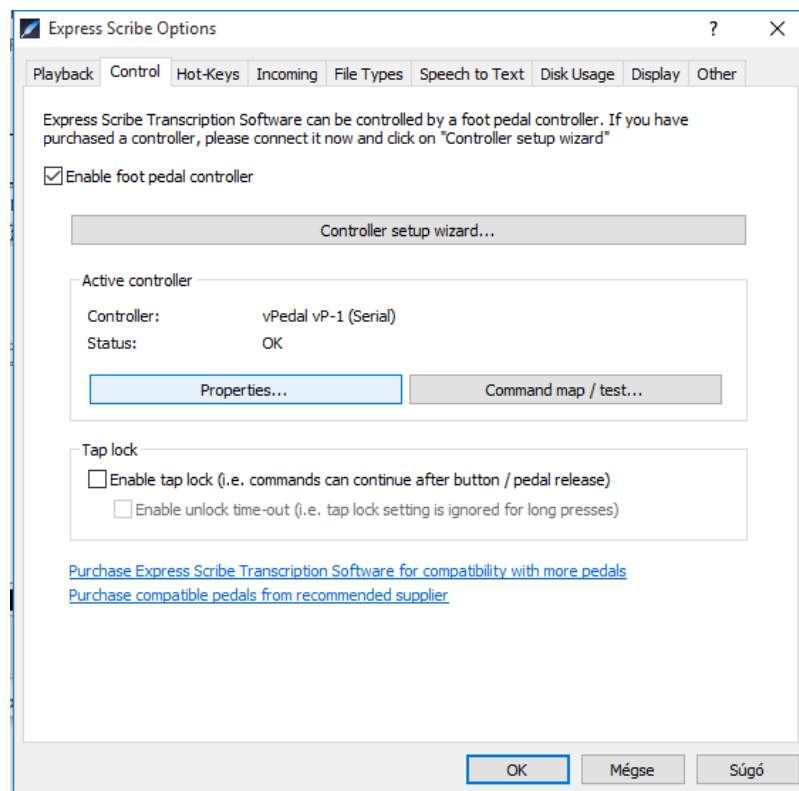 Express Scribe Options
Playback Control Hot-Keys Incoming File Types Speech to Text Disk Usage Display Other
Express Scribe Transcription Software can be controlled by a foot pedal controller. If you have
purchased a controller, please connect it now and click on "Controller setup wizard"
Enable foot pedal controller
Controller setup wizard...
Active controller
Controller: vPedal vP-1 (Serial)
Status: OK
Properties... Command map / test...
Tap lock
Enable tap lock (i.e. commands can continue after button / pedal release)
Enable unlock time-out (i.e. tap lock setting is ignored for long presses)
Purchase Express Scribe Transcription Software for compatibility with more pedals
Purchase compatible pedals from recommended supplier
OK Mégse Súgó